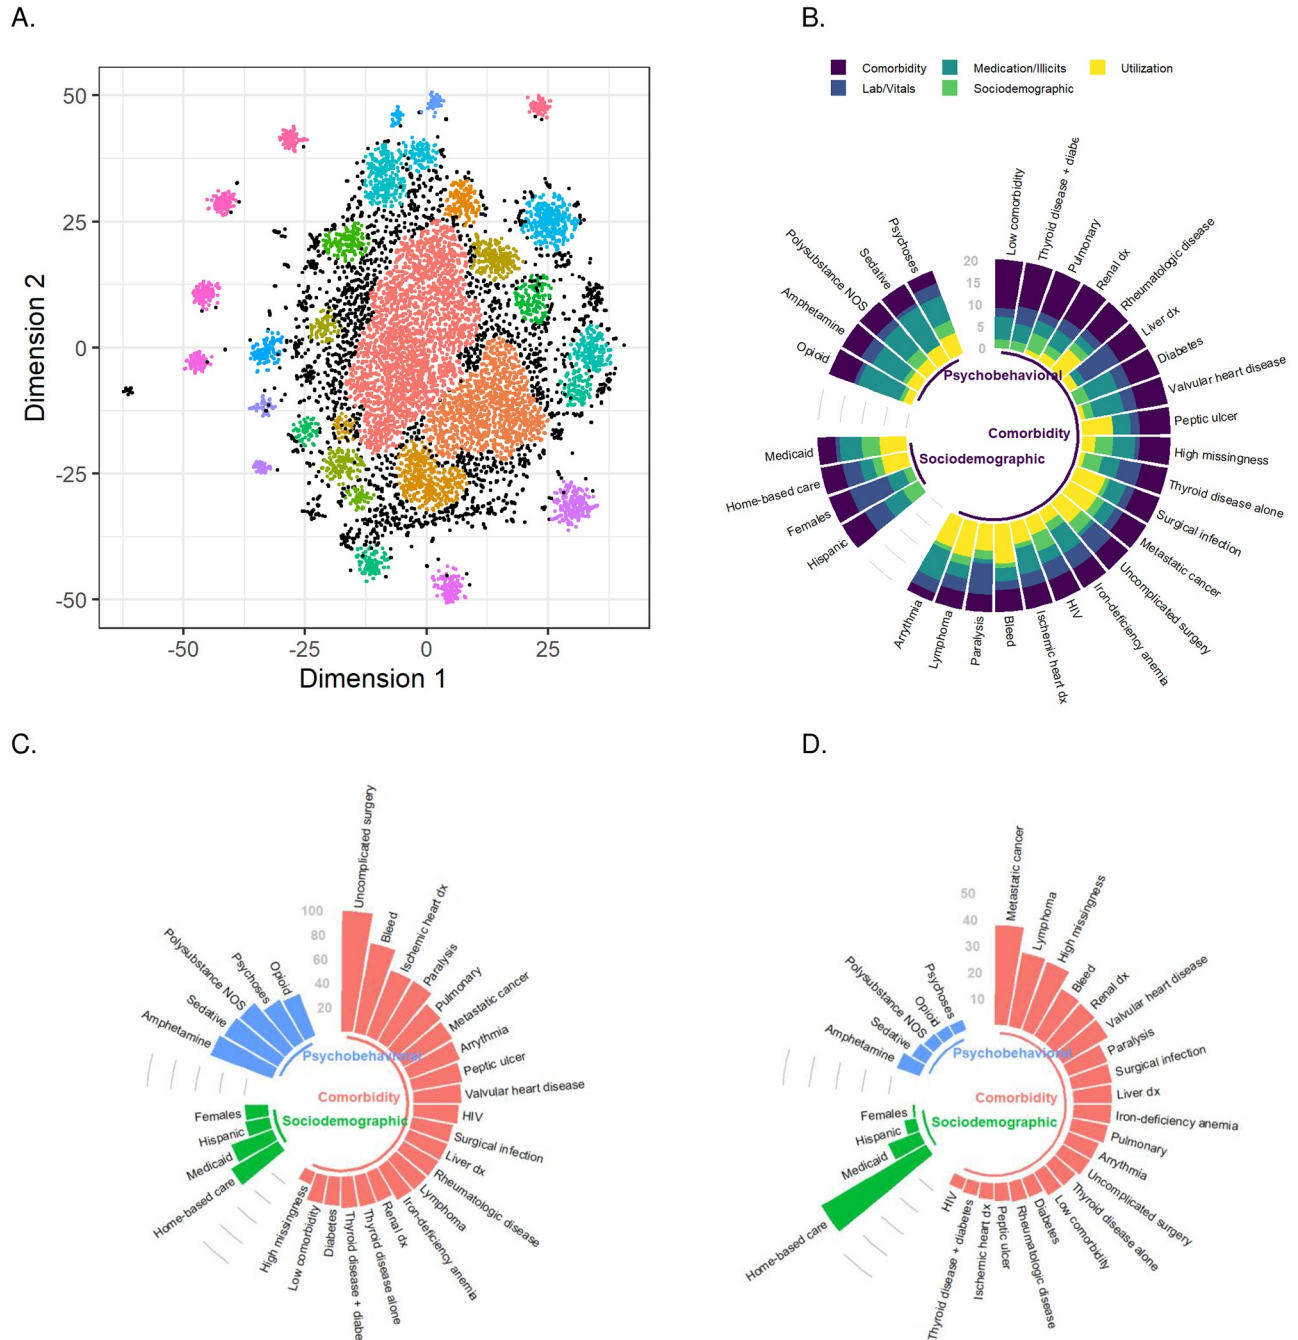 A.
50
25
0
-25
-50
-50
-25
0
25
Dimension 1
Dimension 2
B.
Comorbidity
Lab/Vitals
Medication/Illicits
Sociodemographic
Utilization
20
15
10
5
0
Low comorbidity
Thyroid disease + diabe
Pulmonary
Renal dx
Rheumatologic disease
Liver dx
Diabetes
Valvular heart disease
Peptic ulcer
High missingness
Thyroid disease alone
Surgical infection
Metastatic cancer
Uncomplicated surgery
Iron-deficiency anemia
HIV
Ischemic heart dx
Bleed
Paralysis
Lymphoma
Arrythmia
Hispanic
Females
Home-based care
Medicaid
Opioid
Amphetamine
Polysubstance NOS
Sedative
Psychoses
Psychobehavioral
Comorbidity
Sociodemographic
C.
100
80
60
40
20
Uncomplicated surgery
Bleed
Ischemic heart dx
Paralysis
Pulmonary
Metastatic cancer
Arrythmia
Peptic ulcer
Valvular heart disease
HIV
Surgical infection
Liver dx
Rheumatologic disease
Lymphoma
Iron-deficiency anemia
Renal dx
Thyroid disease alone
Thyroid disease + diabe
Diabetes
Low comorbidity
High missingness
Home-based care
Medicaid
Hispanic
Females
Amphetamine
Sedative
Polysubstance NOS
Psychoses
Opioid
Psychobehavioral
Comorbidity
Sociodemographic
D.
50
40
30
20
10
Metastatic cancer
Lymphoma
High missingness
Bleed
Renal dx
Valvular heart disease
Paralysis
Surgical infection
Liver dx
Iron-deficiency anemia
Pulmonary
Arrythmia
Uncomplicated surgery
Thyroid disease alone
Low comorbidity
Diabetes
Rheumatologic disease
Peptic ulcer
Ischemic heart dx
Thyroid disease + diabetes
HIV
Home-based care
Medicaid
Hispanic
Females
Amphetamine
Sedative
Polysubstance NOS
Opioid
Psychoses
Psychobehavioral
Comorbidity
Sociodemographic